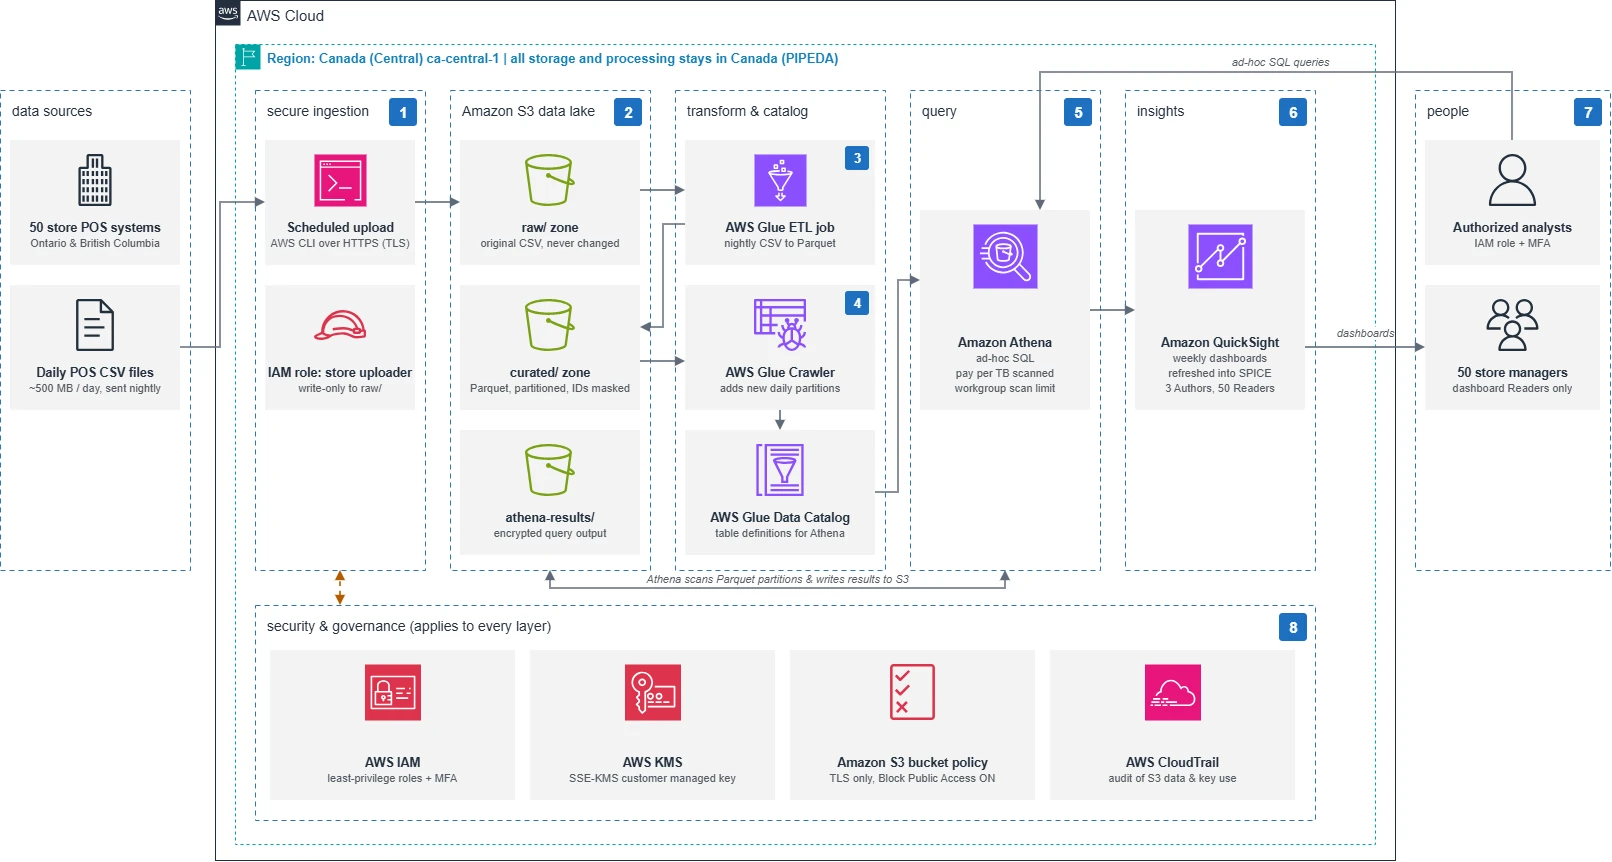 aws
AWS Cloud
Region: Canada (Central) ca-central-1 | all storage and processing stays in Canada (PIPEDA)
ad-hoc SQL queries
data sources
50 store POS systems
Ontario & British Columbia
Daily POS CSV files
~500 MB / day, sent nightly
secure ingestion
1
Scheduled upload
AWS CLI over HTTPS (TLS)
IAM role: store uploader
write-only to raw/
Amazon S3 data lake
2
raw/ zone
original CSV, never changed
curated/ zone
Parquet, partitioned, IDs masked
athena-results/
encrypted query output
transform & catalog
3
AWS Glue ETL job
nightly CSV to Parquet
4
AWS Glue Crawler
adds new daily partitions
AWS Glue Data Catalog
table definitions for Athena
query
5
Amazon Athena
ad-hoc SQL
pay per TB scanned
workgroup scan limit
insights
6
Amazon QuickSight
weekly dashboards
refreshed into SPICE
3 Authors, 50 Readers
dashboards
people
7
Authorized analysts
IAM role + MFA
50 store managers
dashboard Readers only
Athena scans Parquet partitions & writes results to S3
security & governance (applies to every layer)
8
AWS IAM
least-privilege roles + MFA
AWS KMS
SSE-KMS customer managed key
Amazon S3 bucket policy
TLS only, Block Public Access ON
AWS CloudTrail
audit of S3 data & key use